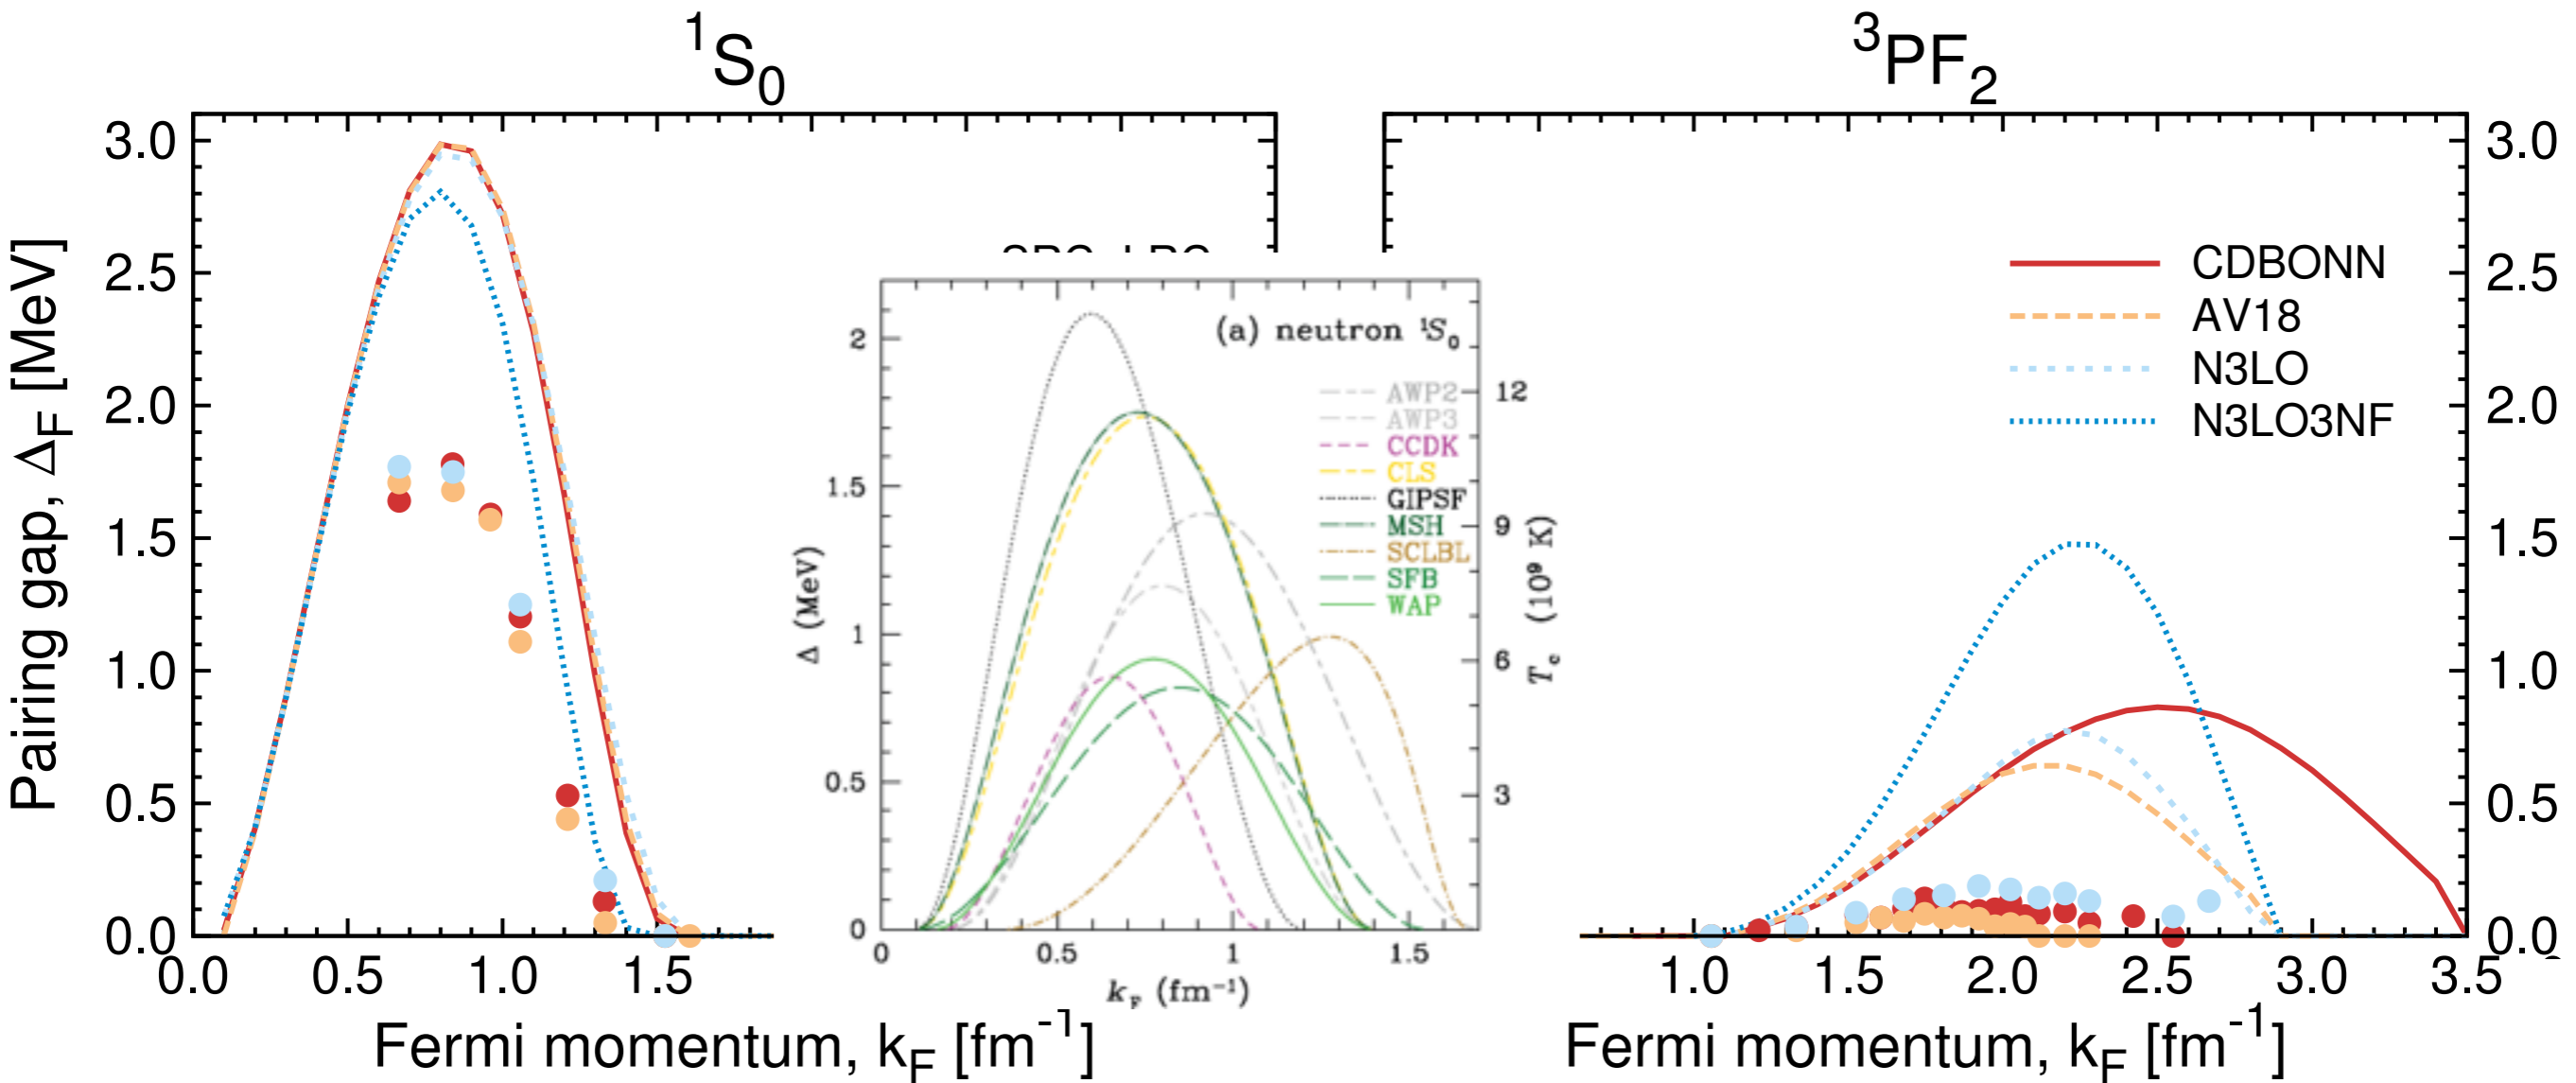 ¹S₀
³PF₂
Pairing gap, Δ_F [MeV]
3.0
2.5
2.0
1.5
1.0
0.5
0.0
0.0 0.5 1.0 1.5
Fermi momentum, k_F [fm⁻¹]
(a) neutron ¹S₀
AWP2
AWP3
CCDK
CLS
GIPSF
MSH
SCLBL
SFB
WAP
Δ (MeV)
2
1.5
1
0.5
0
12
9
6
3
T_c (10⁹ K)
0 0.5 1 1.5
k_F (fm⁻¹)
CDBONN
AV18
N3LO
N3LO3NF
3.0
2.5
2.0
1.5
1.0
0.5
0.0
1.0 1.5 2.0 2.5 3.0 3.5
Fermi momentum, k_F [fm⁻¹]